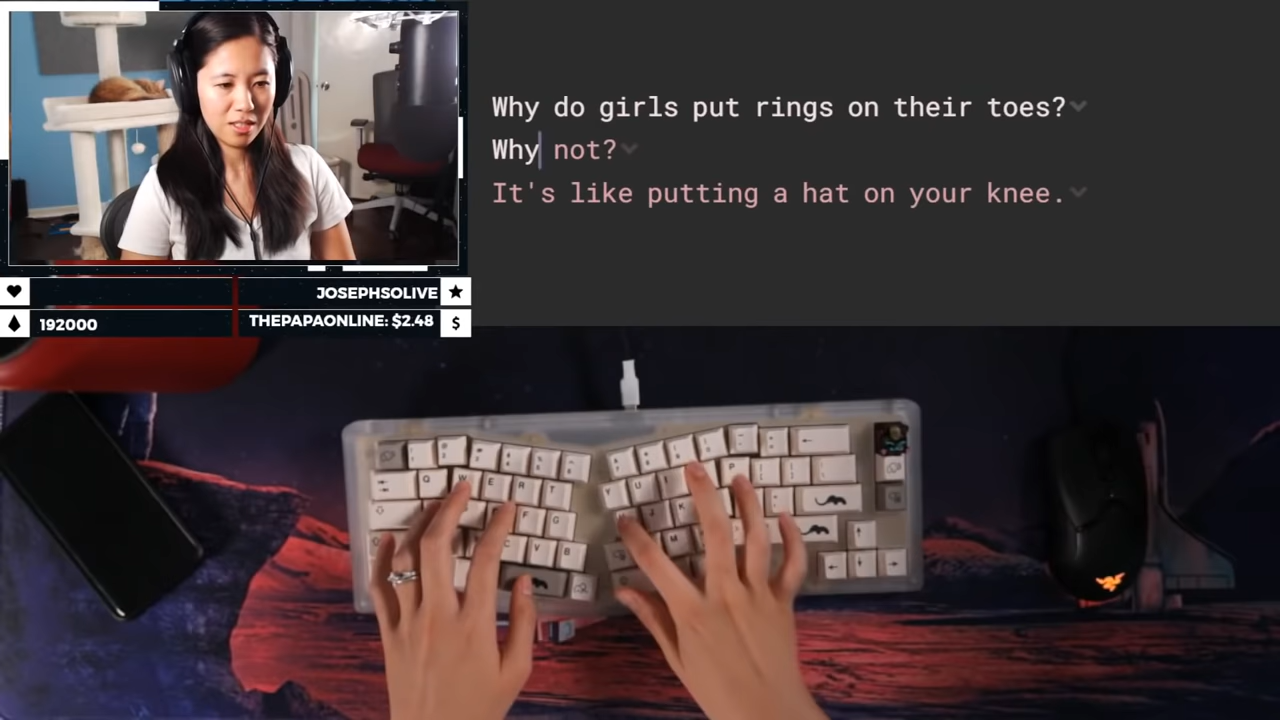 Why do girls put rings on their toes?
Why not?
It's like putting a hat on your knee.
JOSEPHSOLIVE
192000
THEPAPAONLINE: $2.48
$
Q W E R T
Y U I P
F G
J K
C V B
M